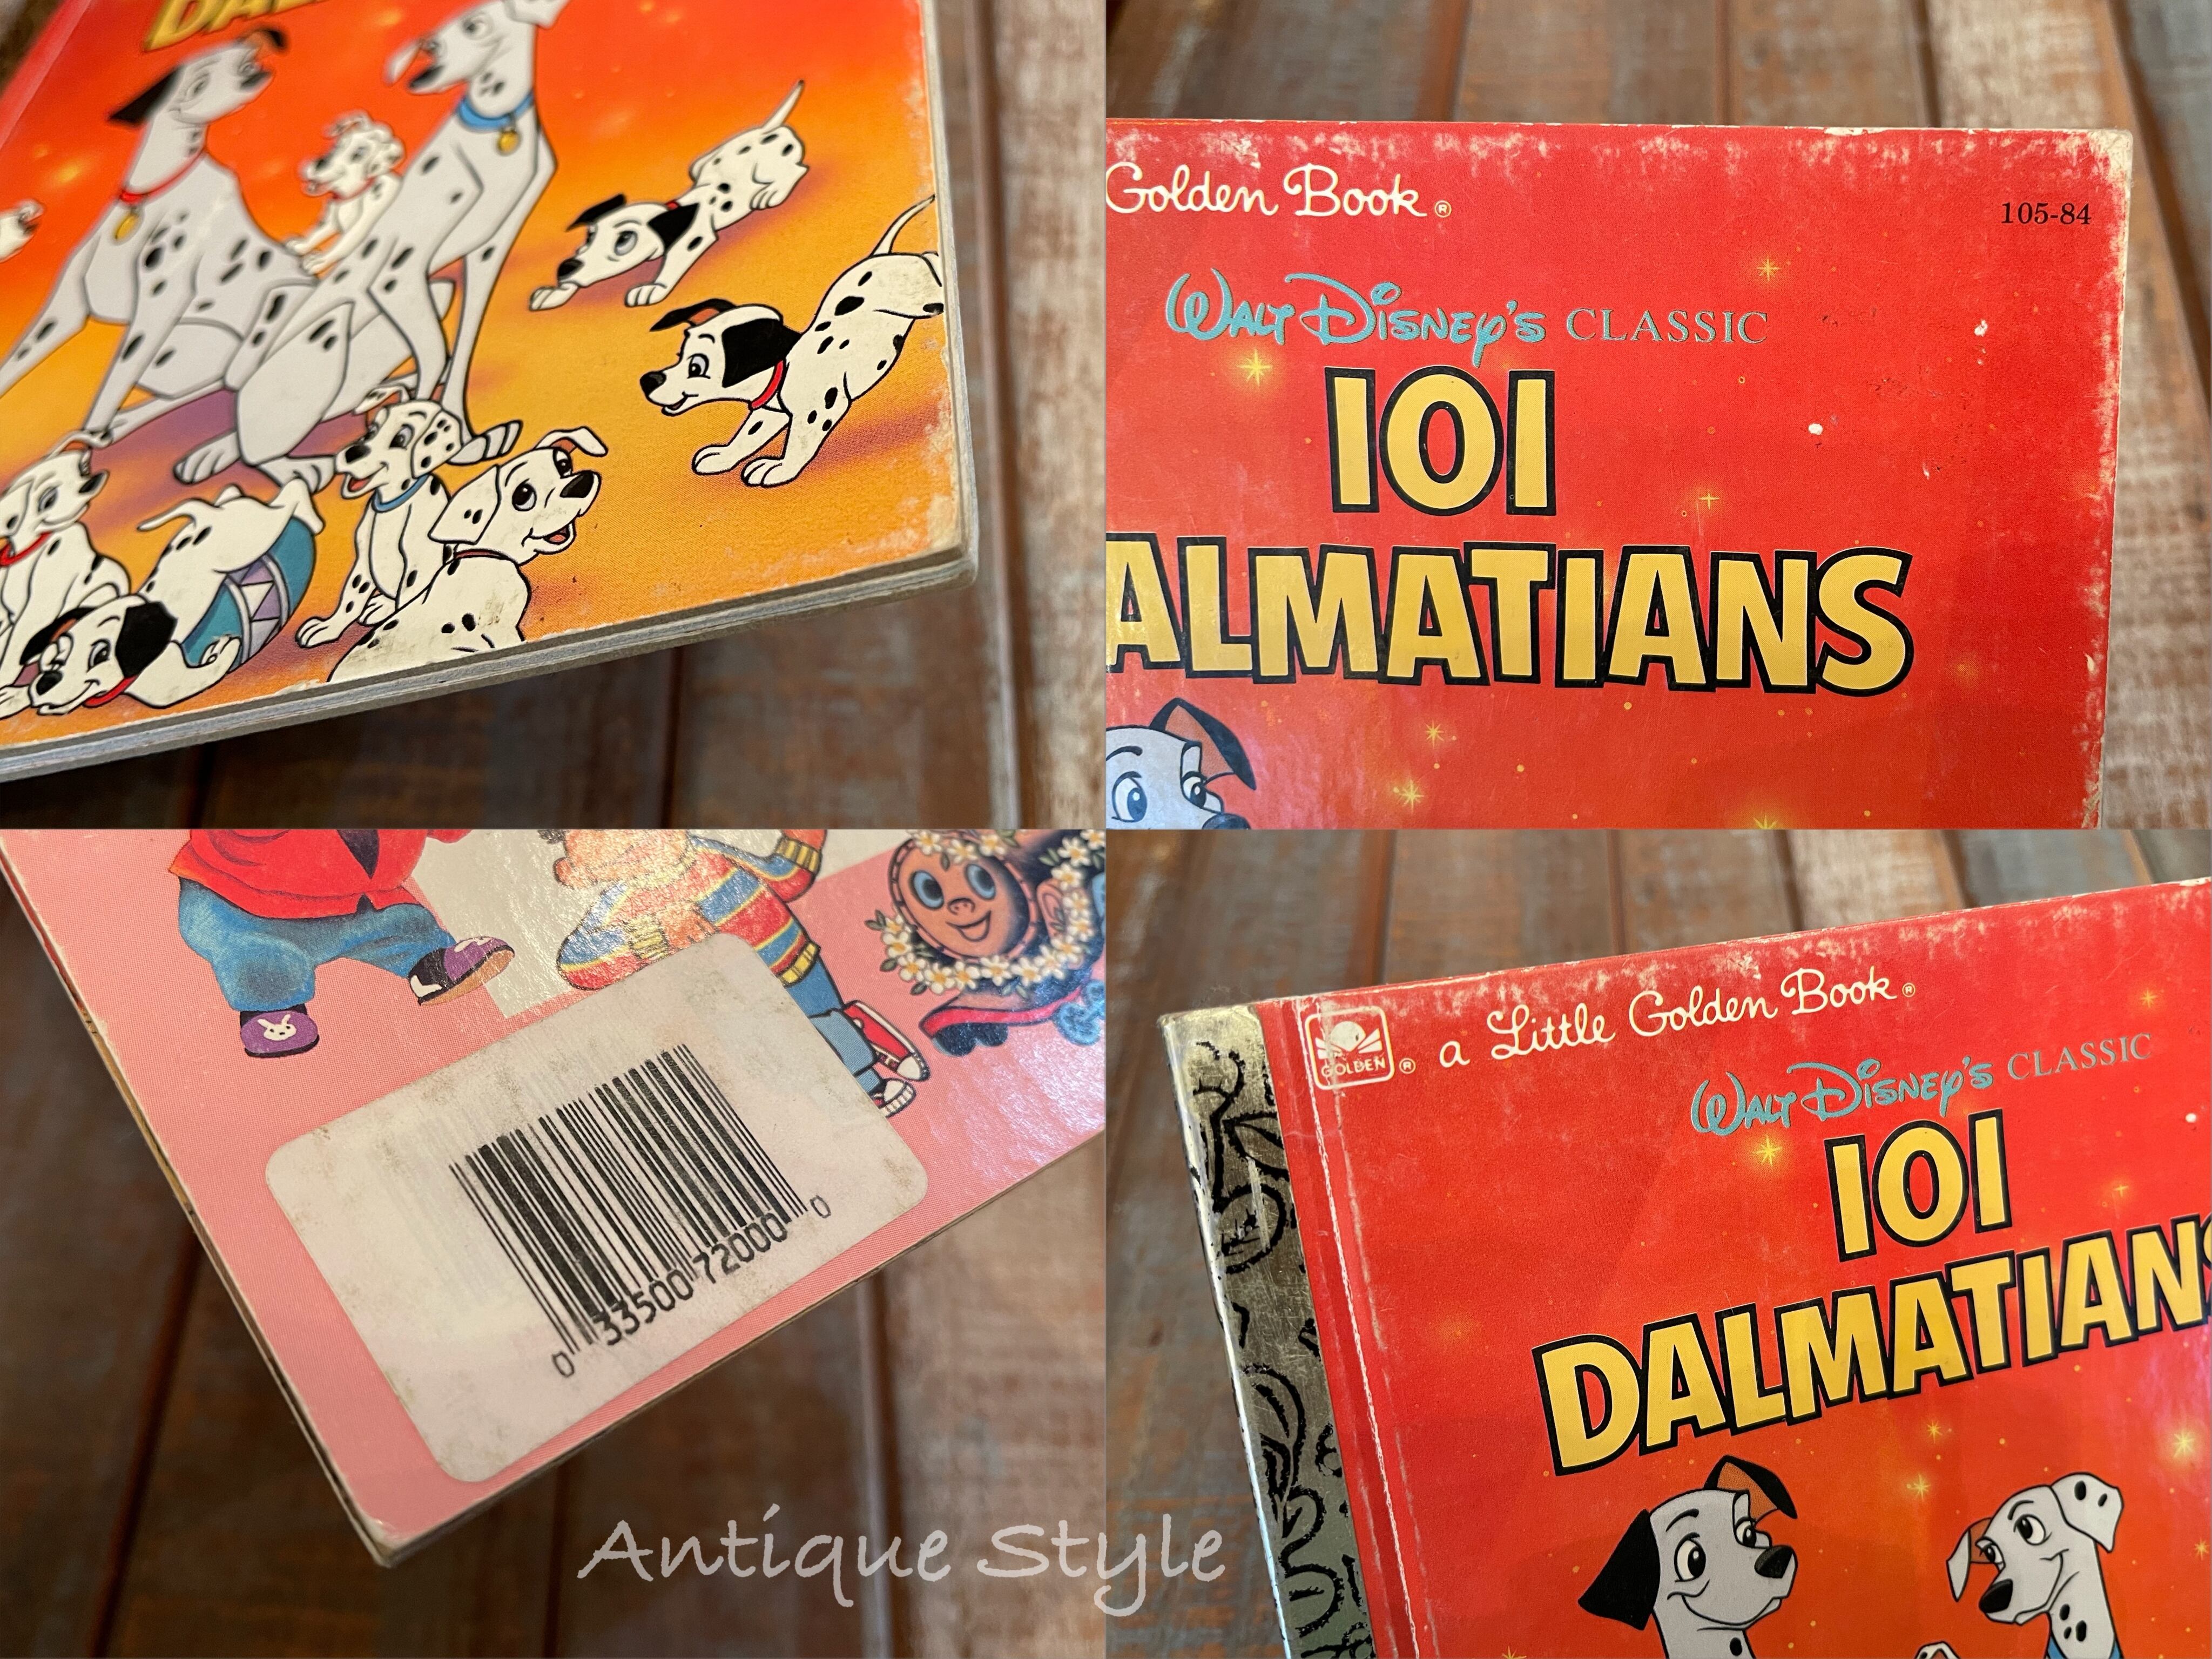 Golden Book®
105-84
WALT DISNEY'S CLASSIC
101
ALMATIANS
0 33500 72000 0
GOLDEN ® a Little Golden Book®
WALT DISNEY'S CLASSIC
101
DALMATIANS
Antique Style